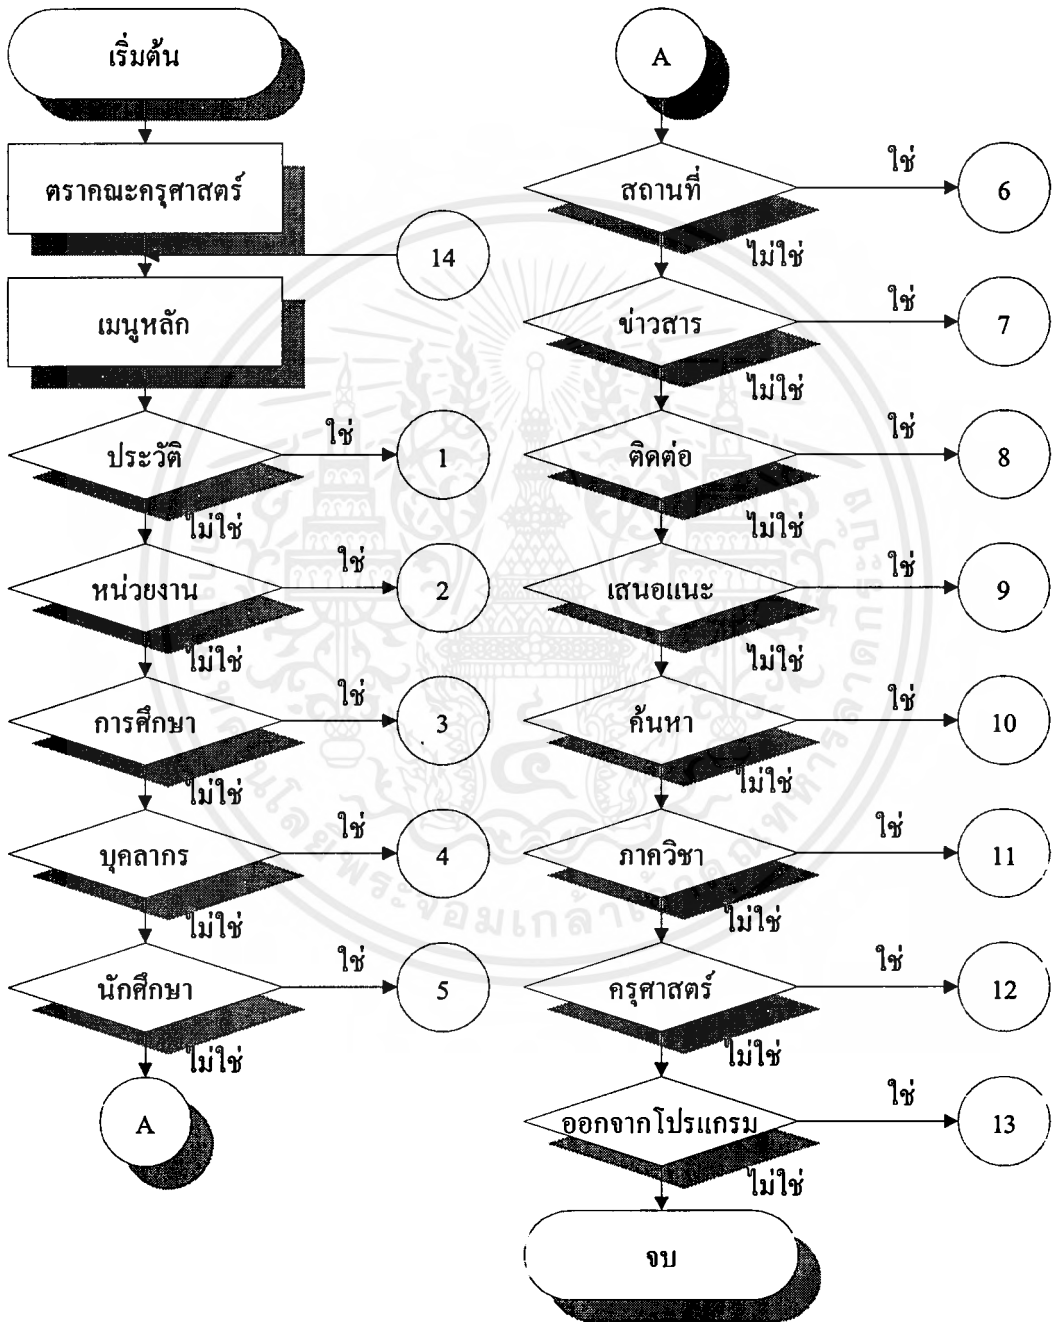 เริ่มต้น
ตราคณะครุศาสตร์
14
เมนูหลัก
ประวัติ
ใช่
1
ไม่ใช่
หน่วยงาน
ใช่
2
ไม่ใช่
การศึกษา
ใช่
3
ไม่ใช่
บุคลากร
ใช่
4
ไม่ใช่
นักศึกษา
ใช่
5
ไม่ใช่
A
A
สถานที่
ใช่
6
ไม่ใช่
ข่าวสาร
ใช่
7
ไม่ใช่
ติดต่อ
ใช่
8
ไม่ใช่
เสนอแนะ
ใช่
9
ไม่ใช่
ค้นหา
ใช่
10
ไม่ใช่
ภาควิชา
ใช่
11
ไม่ใช่
ครุศาสตร์
ใช่
12
ไม่ใช่
ออกจากโปรแกรม
ใช่
13
ไม่ใช่
จบ